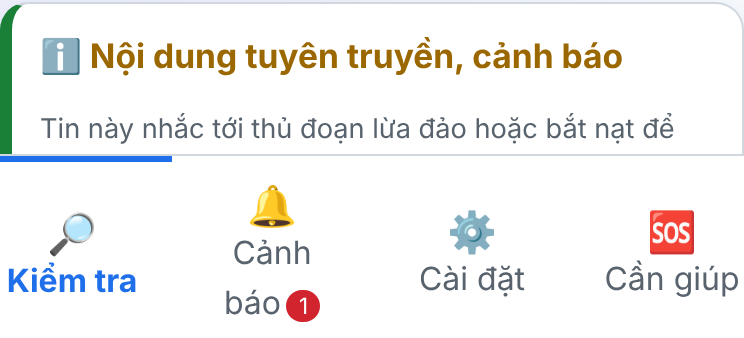 Nội dung tuyên truyền, cảnh báo
Tin này nhắc tới thủ đoạn lừa đảo hoặc bắt nạt để
Kiểm tra
Cảnh
báo 1
Cài đặt
SOS
Cần giúp